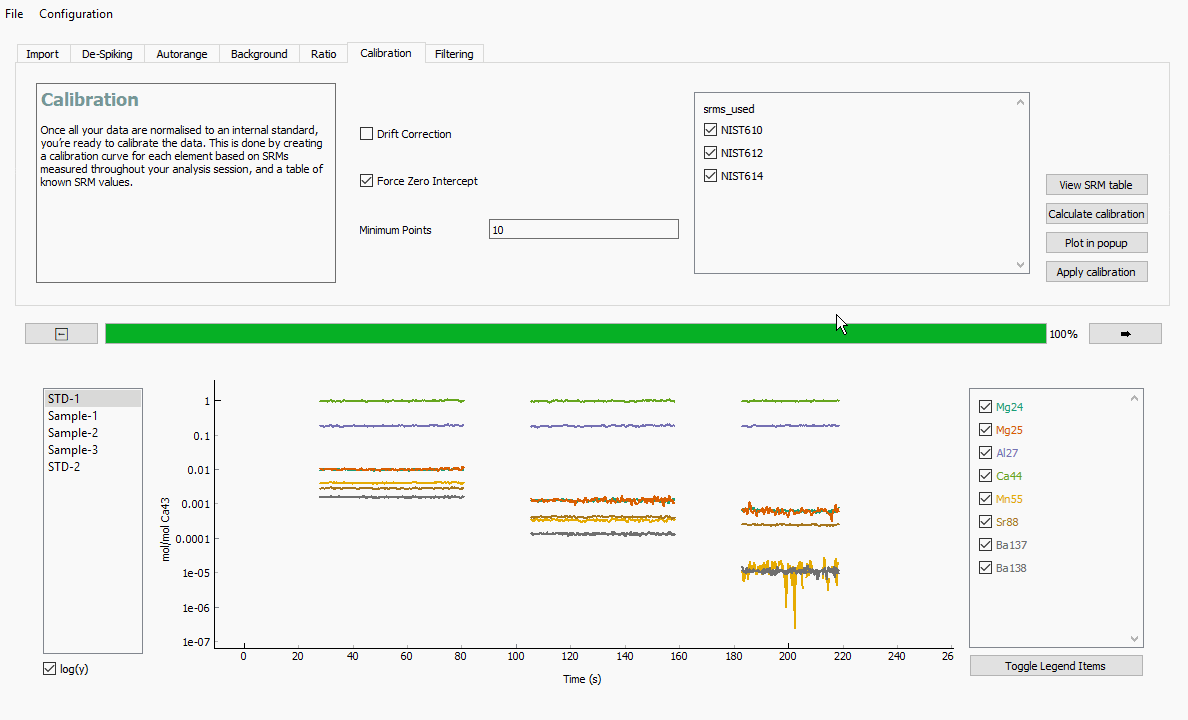 File Configuration
Import De-Spiking Autorange Background Ratio Calibration Filtering
Calibration
Once all your data are normalised to an internal standard,
you're ready to calibrate the data. This is done by creating
a calibration curve for each element based on SRMs
measured throughout your analysis session, and a table of
known SRM values.
Drift Correction
Force Zero Intercept
Minimum Points 10
srms_used
NIST610
NIST612
NIST614
View SRM table
Calculate calibration
Plot in popup
Apply calibration
100%
STD-1
Sample-1
Sample-2
Sample-3
STD-2
log(y)
mol/mol Ca43
1
0.1
0.01
0.001
0.0001
1e-05
1e-06
1e-07
0 20 40 60 80 100 120 140 160 180 200 220 240 26
Time (s)
Mg24
Mg25
Al27
Ca44
Mn55
Sr88
Ba137
Ba138
Toggle Legend Items